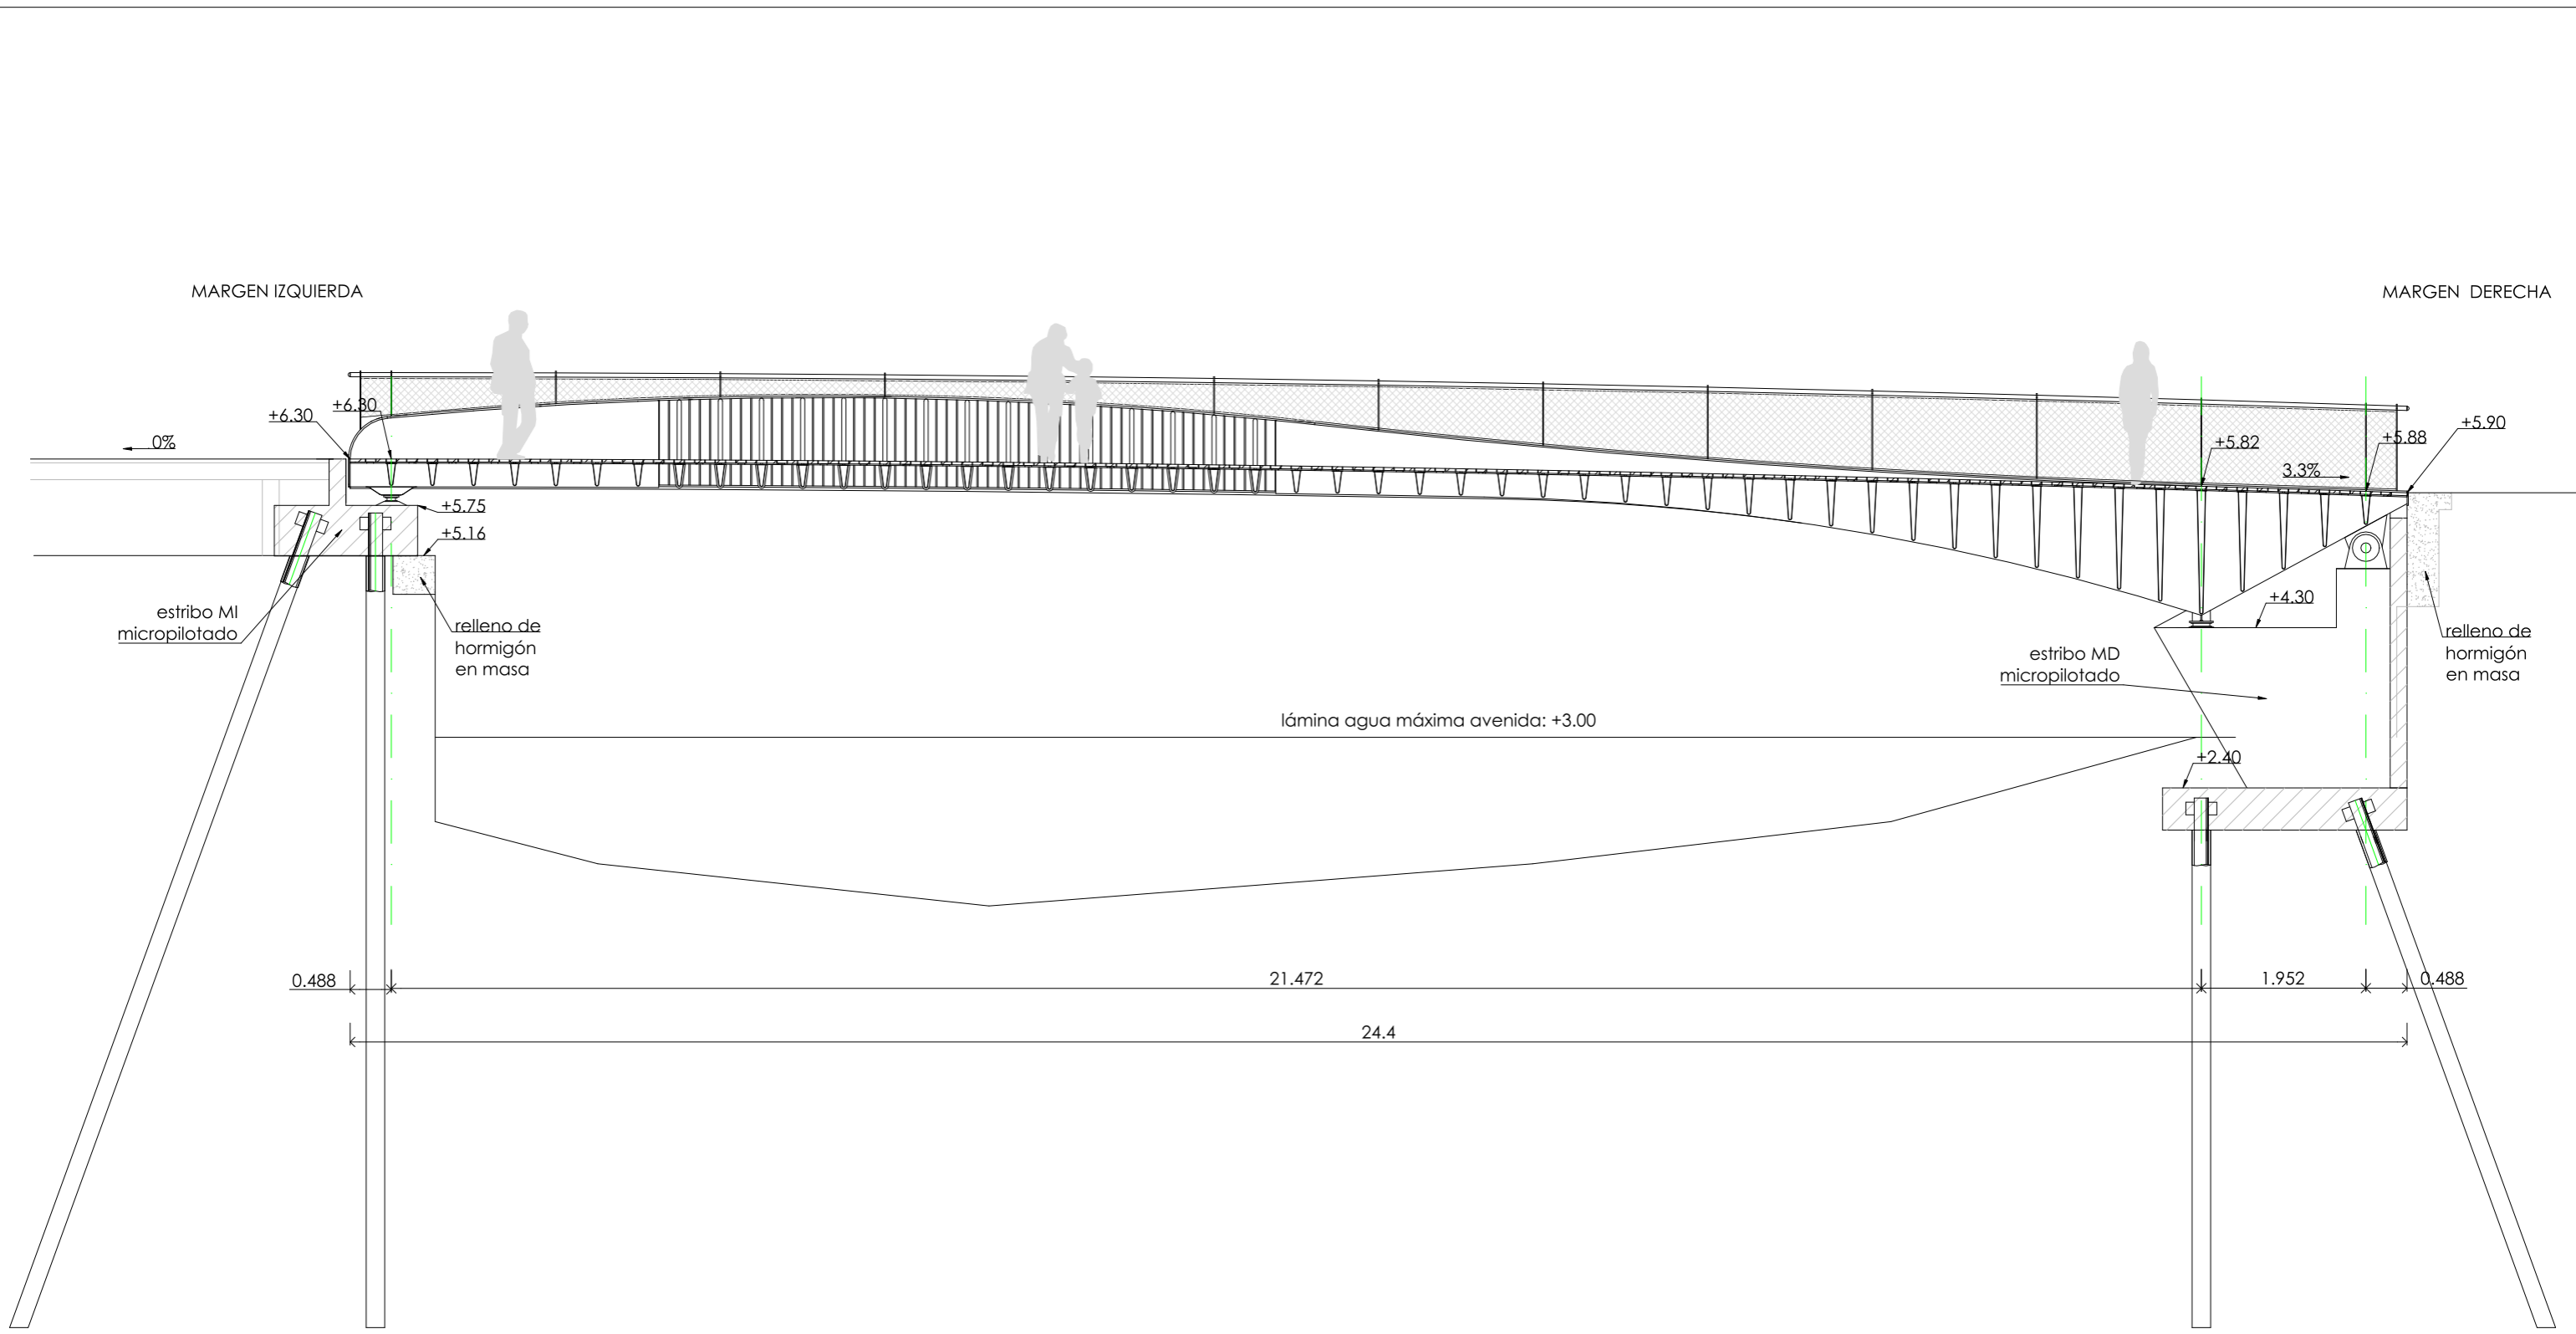 MARGEN IZQUIERDA
MARGEN DERECHA
+6.30
+6.30
0%
+5.90
+5.88
+5.82
3.3%
+5.75
+5.16
+4.30
estribo MI
micropilotado
relleno de
hormigón
en masa
relleno de
hormigón
en masa
estribo MD
micropilotado
lámina agua máxima avenida: +3.00
+2.40
0.488
21.472
1.952
0.488
24.4